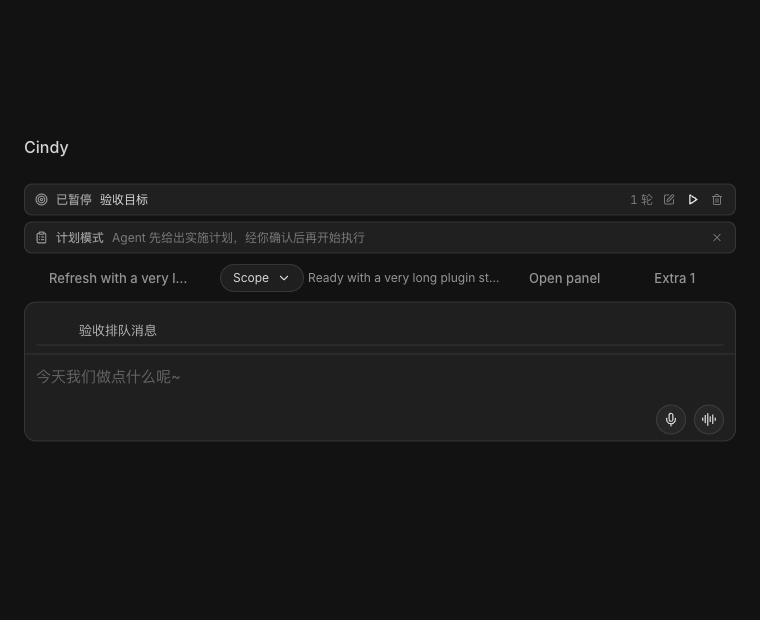 Cindy
已暂停 验收目标 1 轮
计划模式 Agent 先给出实施计划，经你确认后再开始执行
Refresh with a very l... Scope Ready with a very long plugin st... Open panel Extra 1
验收排队消息
今天我们做点什么呢~